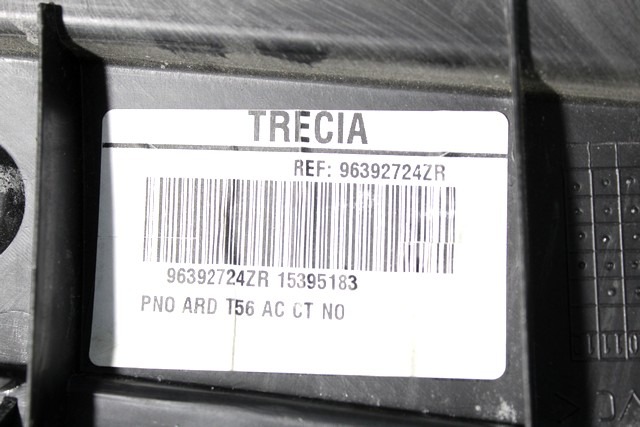 TRECIA
REF: 96392724ZR
96392724ZR 15395183
PNO ARD T56 AC CT NO